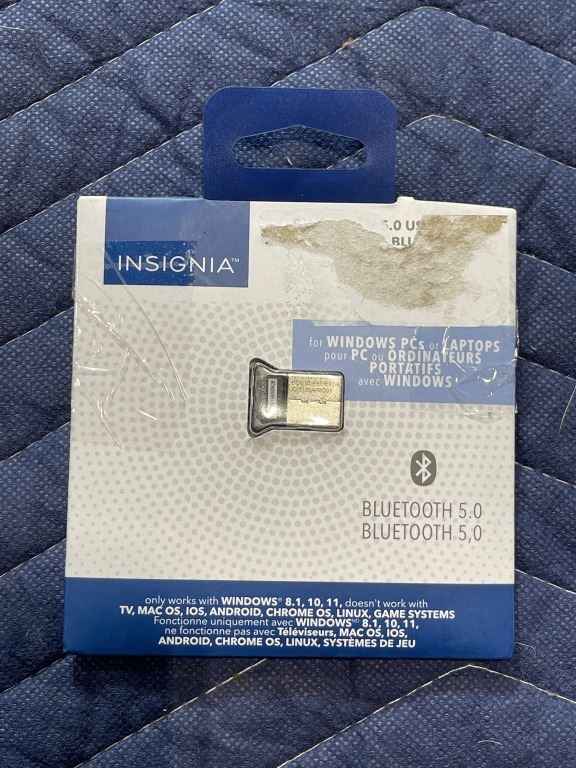 INSIGNIA™
5.0 US
BLU
for WINDOWS PCs or LAPTOPS
pour PC ou ORDINATEURS
PORTATIFS
avec WINDOWS
BLUETOOTH 5.0
BLUETOOTH 5,0
only works with WINDOWS® 8.1, 10, 11, doesn't work with
TV, MAC OS, IOS, ANDROID, CHROME OS, LINUX, GAME SYSTEMS
Fonctionne uniquement avec WINDOWSᴹᴰ 8.1, 10, 11,
ne fonctionne pas avec Téléviseurs, MAC OS, IOS,
ANDROID, CHROME OS, LINUX, SYSTÈMES DE JEU